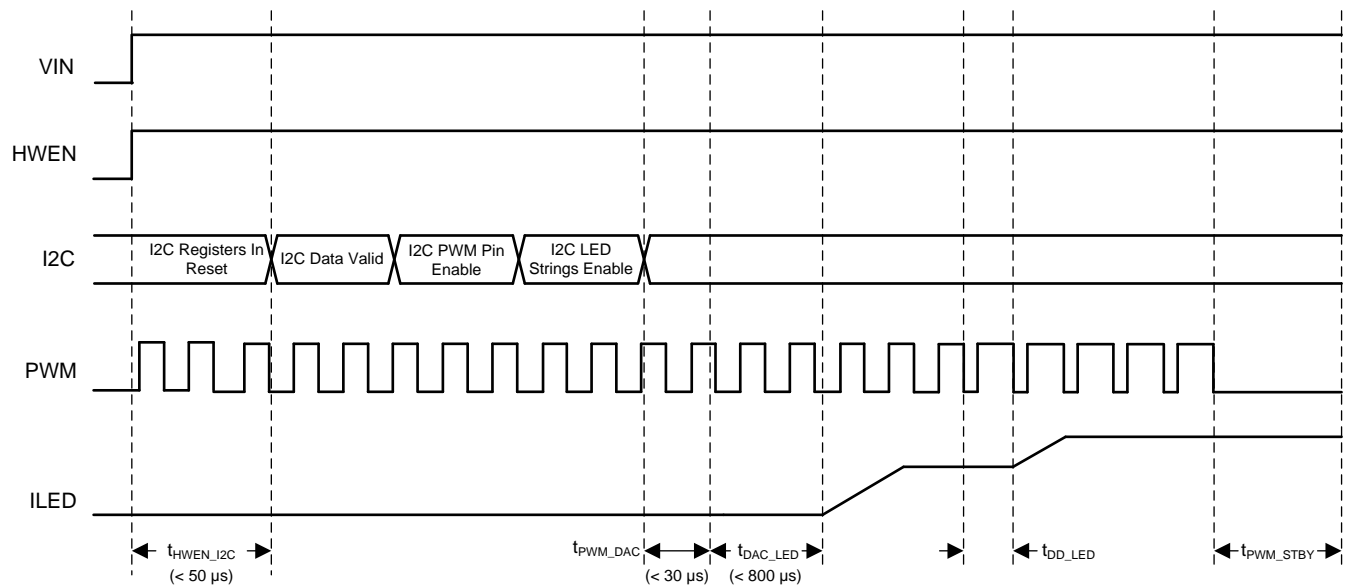 VIN
HWEN
I2C
I2C Registers In
Reset
I2C Data Valid
I2C PWM Pin
Enable
I2C LED
Strings Enable
PWM
ILED
tHWEN_I2C
(< 50 µs)
tPWM_DAC
(< 30 µs)
tDAC_LED
(< 800 µs)
tDD_LED
tPWM_STBY